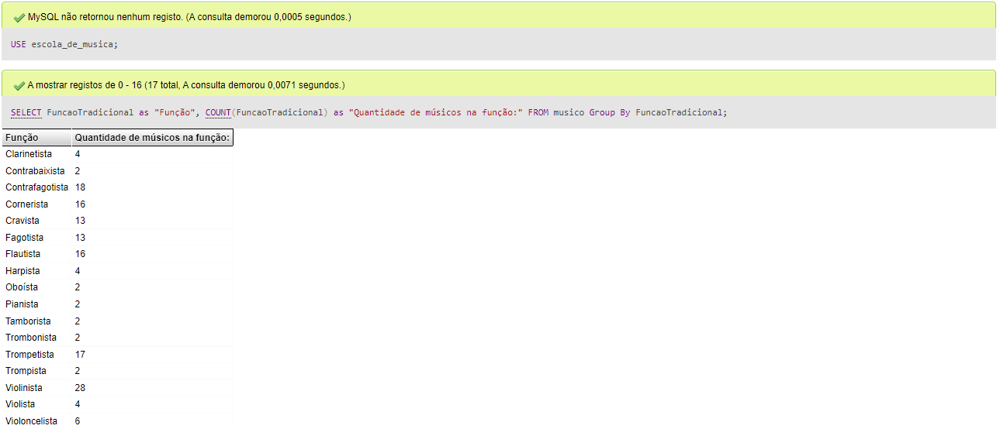 MySQL não retornou nenhum registo. (A consulta demorou 0,0005 segundos.)
USE escola_de_musica;
A mostrar registos de 0 - 16 (17 total, A consulta demorou 0,0071 segundos.)
SELECT FuncaoTradicional as "Função", COUNT(FuncaoTradicional) as "Quantidade de músicos na função:" FROM musico Group By FuncaoTradicional;
Função Quantidade de músicos na função:
Clarinetista 4
Contrabaixista 2
Contrafagotista 18
Cornerista 16
Cravista 13
Fagotista 13
Flautista 16
Harpista 4
Oboísta 2
Pianista 2
Tamborista 2
Trombonista 2
Trompetista 17
Trompista 2
Violinista 28
Violista 4
Violoncelista 6